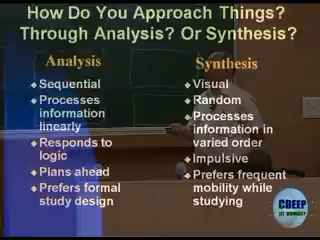 How Do You Approach Things?
Through Analysis? Or Synthesis?
Analysis
Sequential
Processes
information
linearly
Responds to
logic
Plans ahead
Prefers formal
study design
Synthesis
Visual
Random
Processes
information in
varied order
Impulsive
Prefers frequent
mobility while
studying
CDEEP
IIT BOMBAY